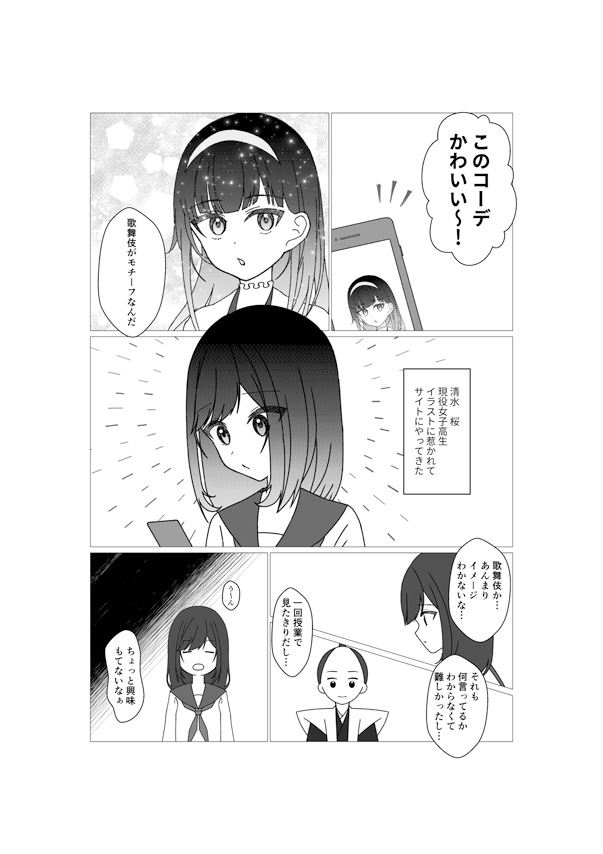 このコーデ
かわいい～！
歌舞伎がモチーフなんだ
清水　桜
現役女子高生
イラストに惹かれて
サイトにやってきた
歌舞伎か…
あんまり
イメージ
わかないな…
それも
何言ってるか
わからなくて
難しかったし…
一回授業で
見たきりだし…
う～ん
ちょっと興味
もてないなぁ